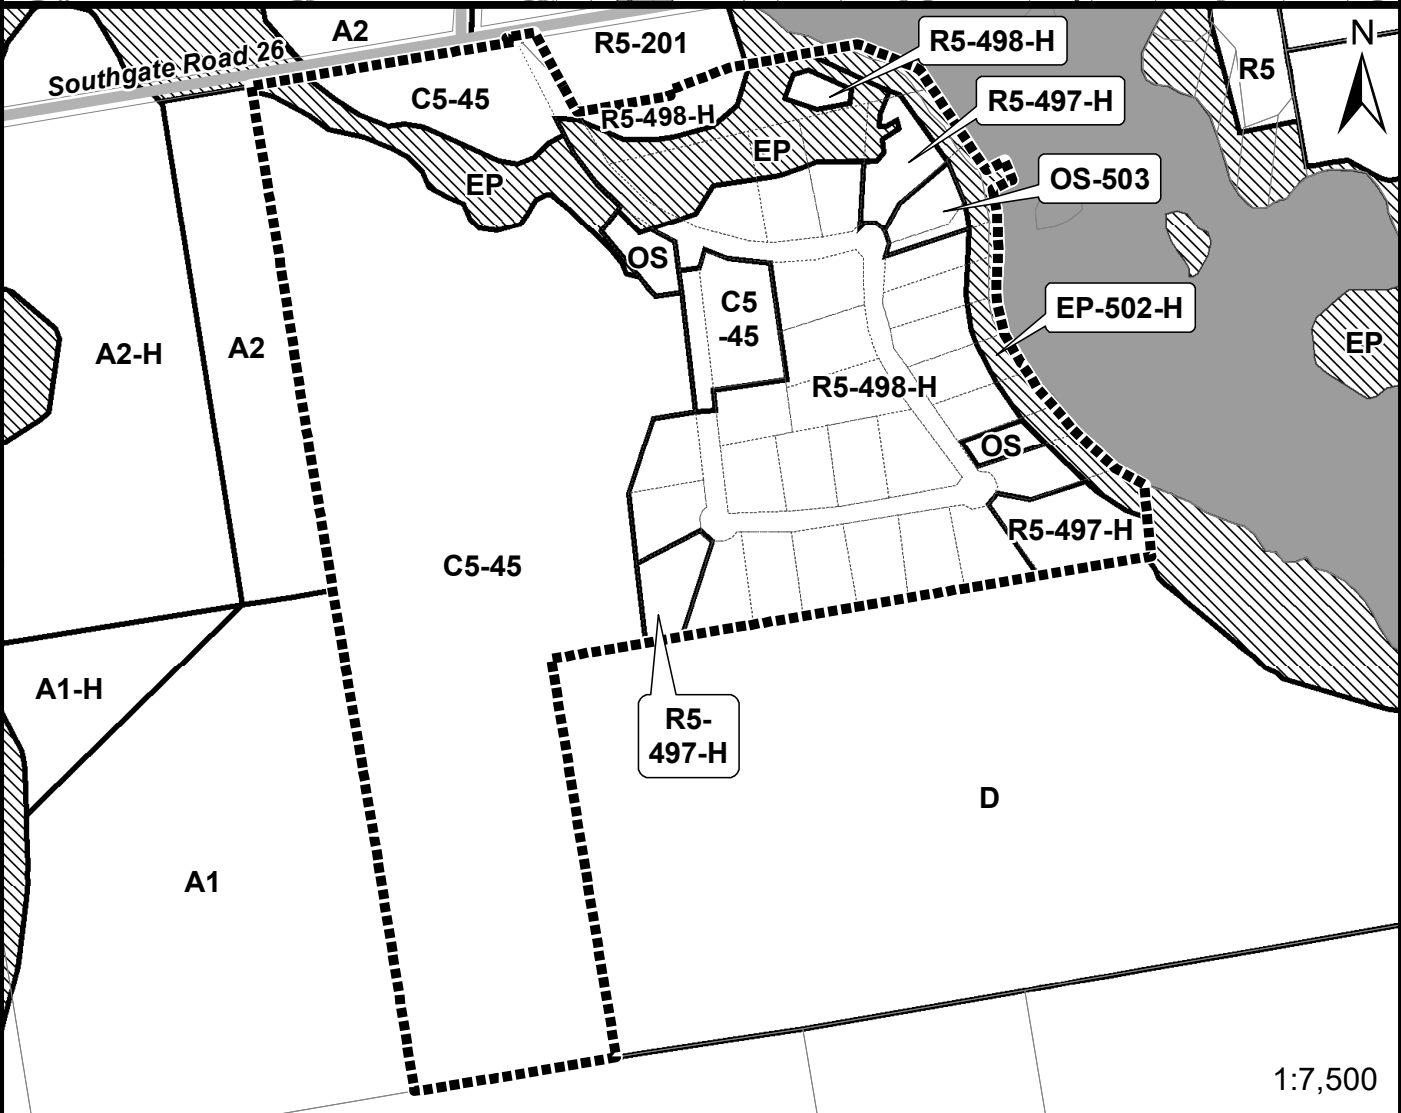 A2
Southgate Road 26
R5-201
R5-498-H
N
R5
C5-45
R5-497-H
R5-498-H
EP
EP
OS-503
OS
C5
-45
EP-502-H
A2-H
A2
EP
R5-498-H
OS
R5-497-H
C5-45
A1-H
R5-
497-H
D
A1
1:7,500